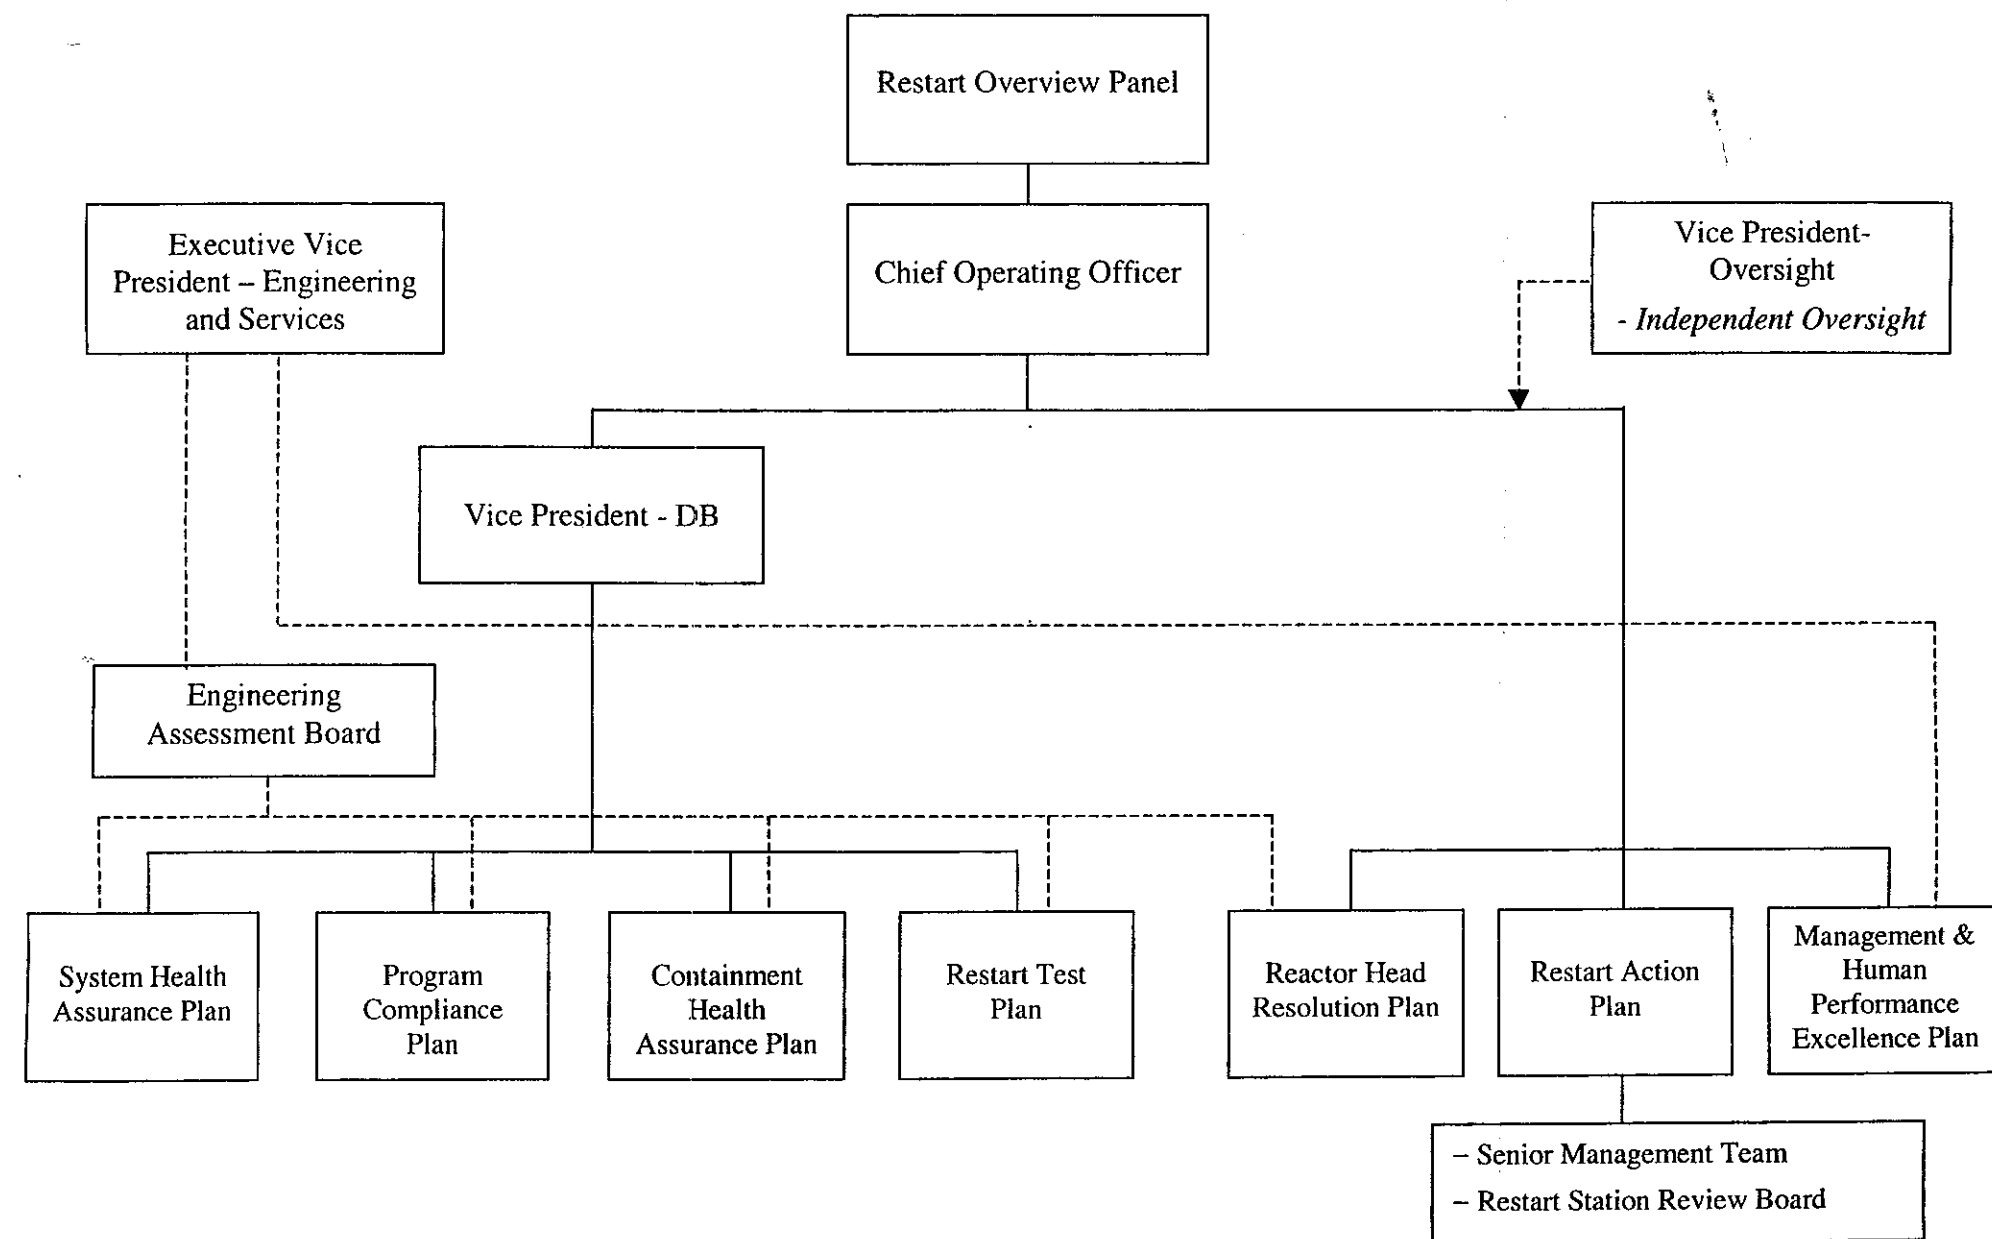 Restart Overview Panel
Executive Vice
President – Engineering
and Services
Chief Operating Officer
Vice President-
Oversight
- Independent Oversight
Vice President - DB
Engineering
Assessment Board
System Health
Assurance Plan
Program
Compliance
Plan
Containment
Health
Assurance Plan
Restart Test
Plan
Reactor Head
Resolution Plan
Restart Action
Plan
Management &
Human
Performance
Excellence Plan
– Senior Management Team
– Restart Station Review Board